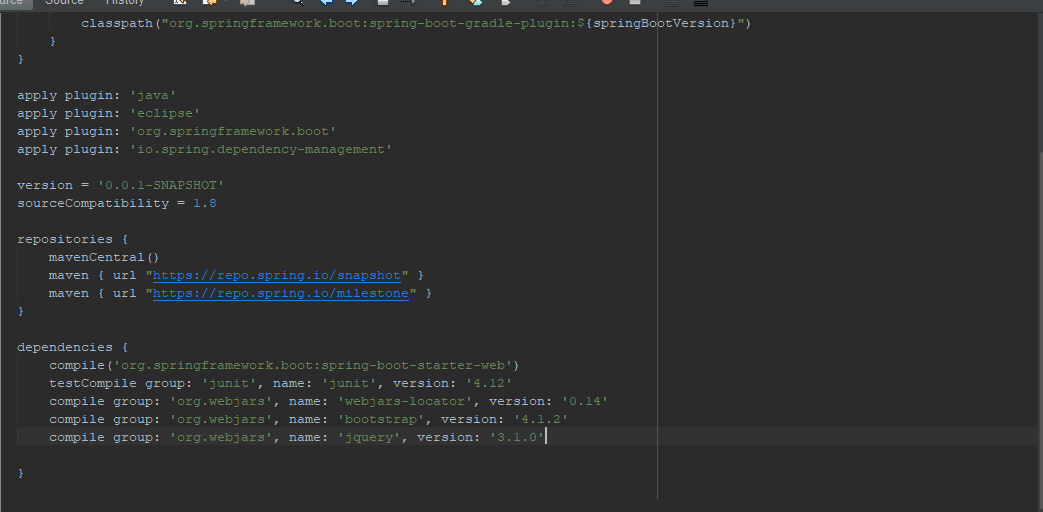 Source History
classpath("org.springframework.boot:spring-boot-gradle-plugin:${springBootVersion}")
}
}
apply plugin: 'java'
apply plugin: 'eclipse'
apply plugin: 'org.springframework.boot'
apply plugin: 'io.spring.dependency-management'
version = '0.0.1-SNAPSHOT'
sourceCompatibility = 1.8
repositories {
mavenCentral()
maven { url "https://repo.spring.io/snapshot" }
maven { url "https://repo.spring.io/milestone" }
}
dependencies {
compile('org.springframework.boot:spring-boot-starter-web')
testCompile group: 'junit', name: 'junit', version: '4.12'
compile group: 'org.webjars', name: 'webjars-locator', version: '0.14'
compile group: 'org.webjars', name: 'bootstrap', version: '4.1.2'
compile group: 'org.webjars', name: 'jquery', version: '3.1.0'
}